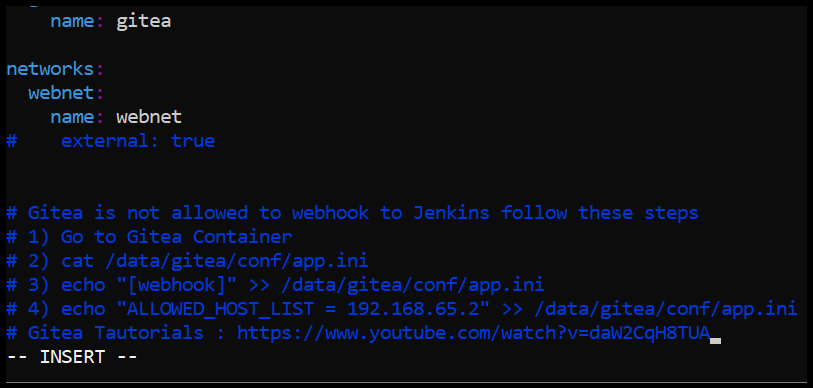 name: gitea
networks:
webnet:
name: webnet
#    external: true
# Gitea is not allowed to webhook to Jenkins follow these steps
# 1) Go to Gitea Container
# 2) cat /data/gitea/conf/app.ini
# 3) echo "[webhook]" >> /data/gitea/conf/app.ini
# 4) echo "ALLOWED_HOST_LIST = 192.168.65.2" >> /data/gitea/conf/app.ini
# Gitea Tautorials : https://www.youtube.com/watch?v=daW2CqH8TUA
-- INSERT --